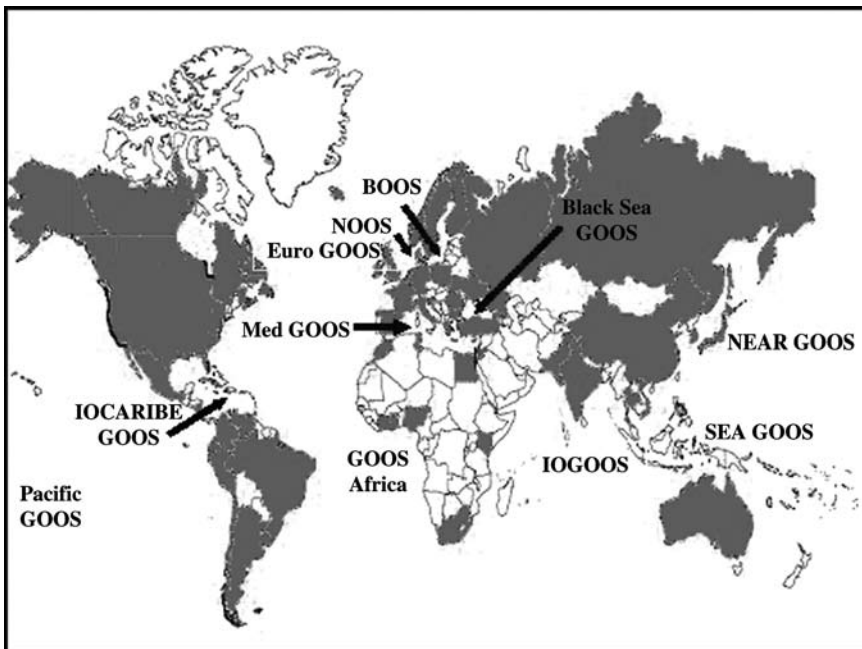 BOOS
NOOS
Euro GOOS
Black Sea
GOOS
Med GOOS
NEAR GOOS
IOCARIBE
GOOS
SEA GOOS
GOOS
Africa
IOGOOS
Pacific
GOOS